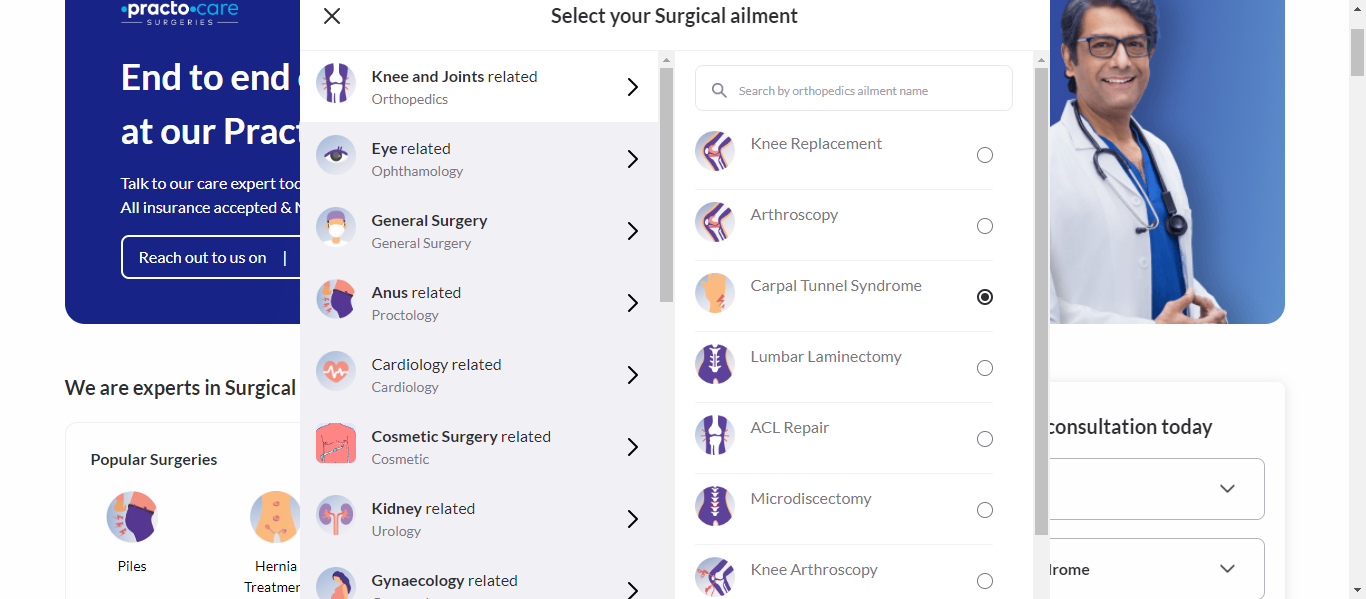 practo care
SURGERIES
End to end
at our Pract
Talk to our care expert too
All insurance accepted & N
Reach out to us on |
We are experts in Surgical
Popular Surgeries
Piles
Hernia
Treatmen
Select your Surgical ailment
Knee and Joints related
Orthopedics
Eye related
Ophthamology
General Surgery
General Surgery
Anus related
Proctology
Cardiology related
Cardiology
Cosmetic Surgery related
Cosmetic
Kidney related
Urology
Gynaecology related
Search by orthopedics ailment name
Knee Replacement
Arthroscopy
Carpal Tunnel Syndrome
Lumbar Laminectomy
ACL Repair
Microdiscectomy
Knee Arthroscopy
consultation today
drome